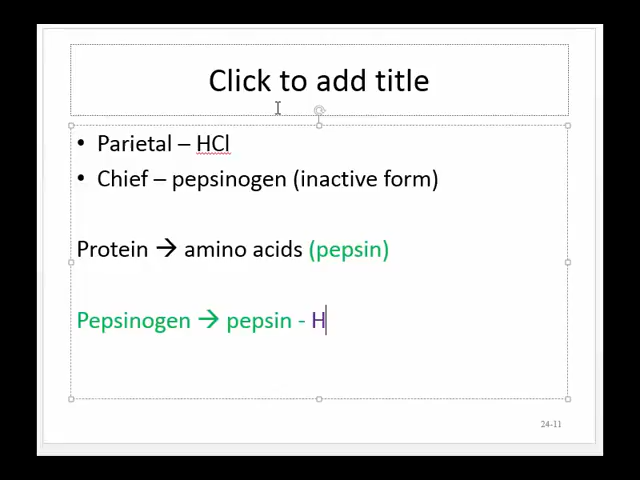 Click to add title
• Parietal – HCl
• Chief – pepsinogen (inactive form)
Protein → amino acids (pepsin)
Pepsinogen → pepsin - H
24-11